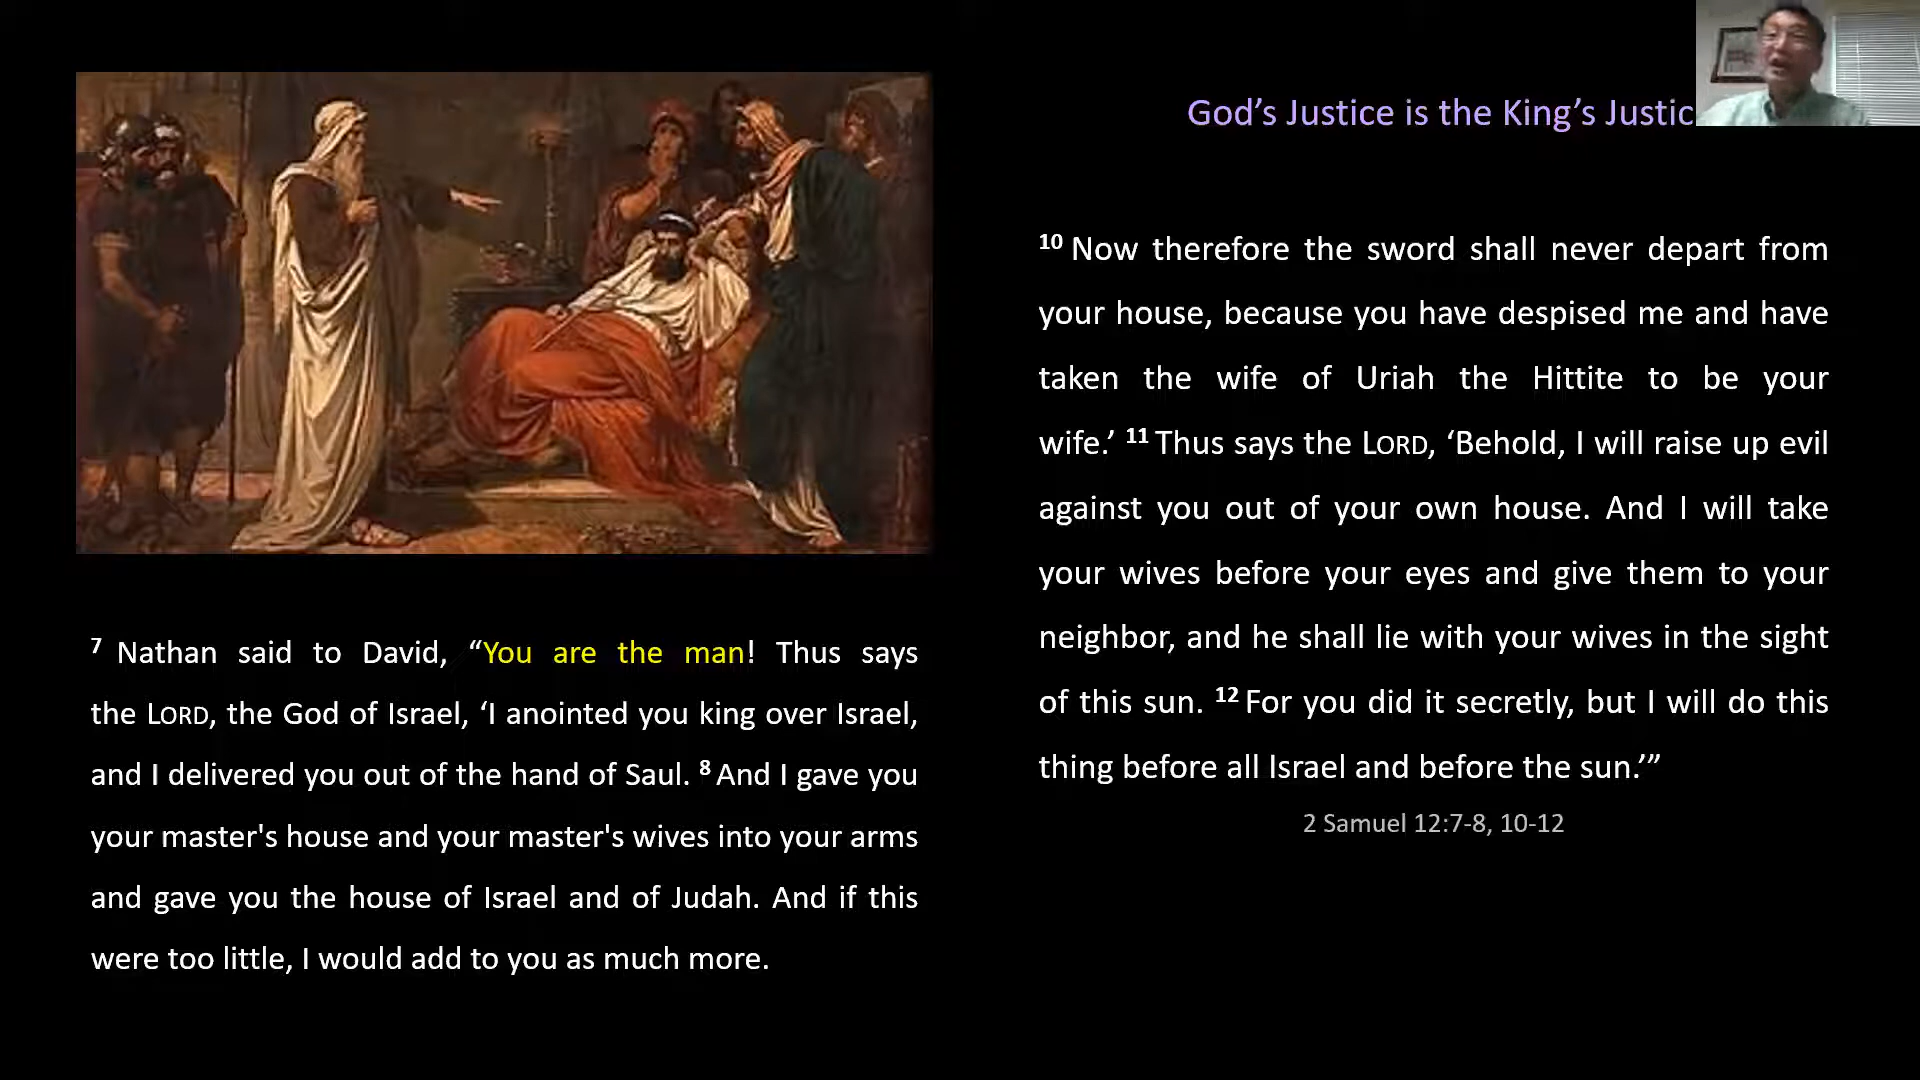 God’s Justice is the King’s Justic
7 Nathan said to David, “You are the man! Thus says
the LORD, the God of Israel, ‘I anointed you king over Israel,
and I delivered you out of the hand of Saul. 8 And I gave you
your master's house and your master's wives into your arms
and gave you the house of Israel and of Judah. And if this
were too little, I would add to you as much more.
10 Now therefore the sword shall never depart from
your house, because you have despised me and have
taken the wife of Uriah the Hittite to be your
wife.’ 11 Thus says the LORD, ‘Behold, I will raise up evil
against you out of your own house. And I will take
your wives before your eyes and give them to your
neighbor, and he shall lie with your wives in the sight
of this sun. 12 For you did it secretly, but I will do this
thing before all Israel and before the sun.’”
2 Samuel 12:7-8, 10-12